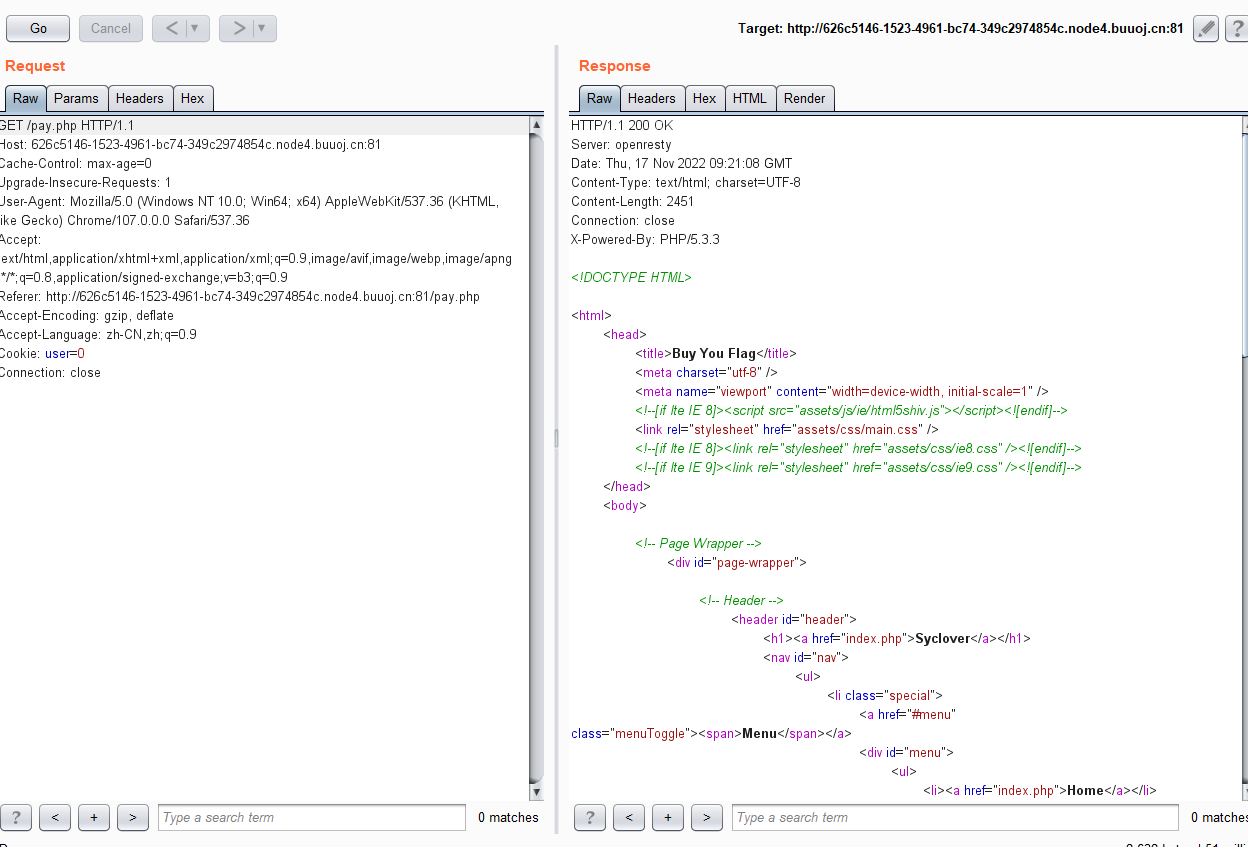 Go
Cancel
<
>
Target: http://626c5146-1523-4961-bc74-349c2974854c.node4.buuoj.cn:81
?
Request
Raw Params Headers Hex
GET /pay.php HTTP/1.1
Host: 626c5146-1523-4961-bc74-349c2974854c.node4.buuoj.cn:81
Cache-Control: max-age=0
Upgrade-Insecure-Requests: 1
User-Agent: Mozilla/5.0 (Windows NT 10.0; Win64; x64) AppleWebKit/537.36 (KHTML,
ike Gecko) Chrome/107.0.0.0 Safari/537.36
Accept:
ext/html,application/xhtml+xml,application/xml;q=0.9,image/avif,image/webp,image/apng
*/*;q=0.8,application/signed-exchange;v=b3;q=0.9
Referer: http://626c5146-1523-4961-bc74-349c2974854c.node4.buuoj.cn:81/pay.php
Accept-Encoding: gzip, deflate
Accept-Language: zh-CN,zh;q=0.9
Cookie: user=0
Connection: close
? < + > Type a search term 0 matches
Response
Raw Headers Hex HTML Render
HTTP/1.1 200 OK
Server: openresty
Date: Thu, 17 Nov 2022 09:21:08 GMT
Content-Type: text/html; charset=UTF-8
Content-Length: 2451
Connection: close
X-Powered-By: PHP/5.3.3
<!DOCTYPE HTML>
<html>
<head>
<title>Buy You Flag</title>
<meta charset="utf-8" />
<meta name="viewport" content="width=device-width, initial-scale=1" />
<!--[if lte IE 8]><script src="assets/js/ie/html5shiv.js"></script><![endif]-->
<link rel="stylesheet" href="assets/css/main.css" />
<!--[if lte IE 8]><link rel="stylesheet" href="assets/css/ie8.css" /><![endif]-->
<!--[if lte IE 9]><link rel="stylesheet" href="assets/css/ie9.css" /><![endif]-->
</head>
<body>
<!-- Page Wrapper -->
<div id="page-wrapper">
<!-- Header -->
<header id="header">
<h1><a href="index.php">Syclover</a></h1>
<nav id="nav">
<ul>
<li class="special">
<a href="#menu"
class="menuToggle"><span>Menu</span></a>
<div id="menu">
<ul>
<li><a href="index.php">Home</a></li>
? < + > Type a search term 0 matches